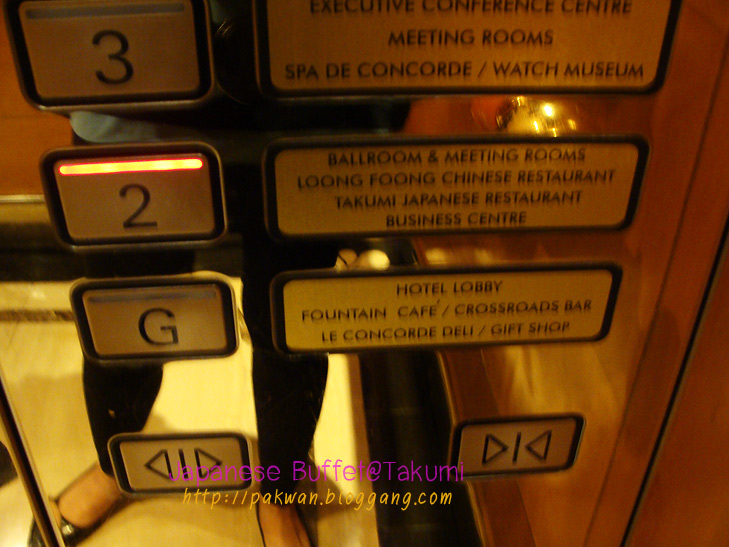 EXECUTIVE CONFERENCE CENTRE
MEETING ROOMS
SPA DE CONCORDE / WATCH MUSEUM
3
BALLROOM & MEETING ROOMS
LOONG FOONG CHINESE RESTAURANT
TAKUMI JAPANESE RESTAURANT
BUSINESS CENTRE
2
HOTEL LOBBY
FOUNTAIN CAFE' / CROSSROADS BAR
LE CONCORDE DELI / GIFT SHOP
G
Japanese Buffet@Takumi
http://pakwan.bloggang.com